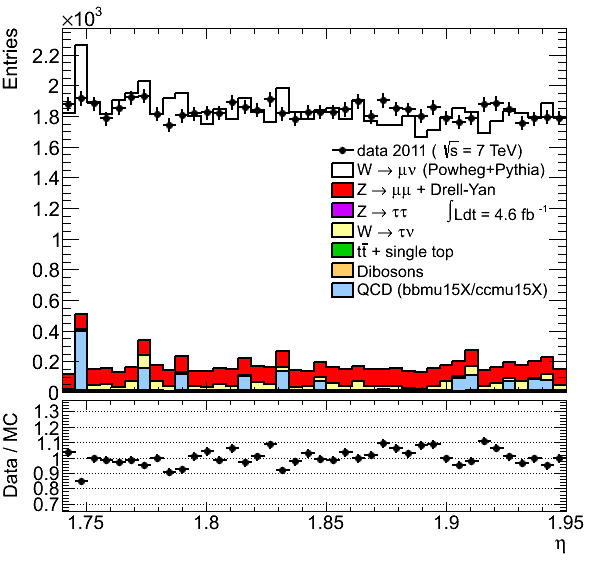 ×10³
Entries
2.2
2
1.8
1.6
1.4
1.2
1
0.8
0.6
0.4
0.2
0
data 2011 ( √s = 7 TeV)
W → μν (Powheg+Pythia)
Z → μμ + Drell-Yan
Z → ττ
∫Ldt = 4.6 fb⁻¹
W → τν
tt̄ + single top
Dibosons
QCD (bbmu15X/ccmu15X)
Data / MC
1.3
1.2
1.1
1
0.9
0.8
0.7
1.75 1.8 1.85 1.9 1.95
η